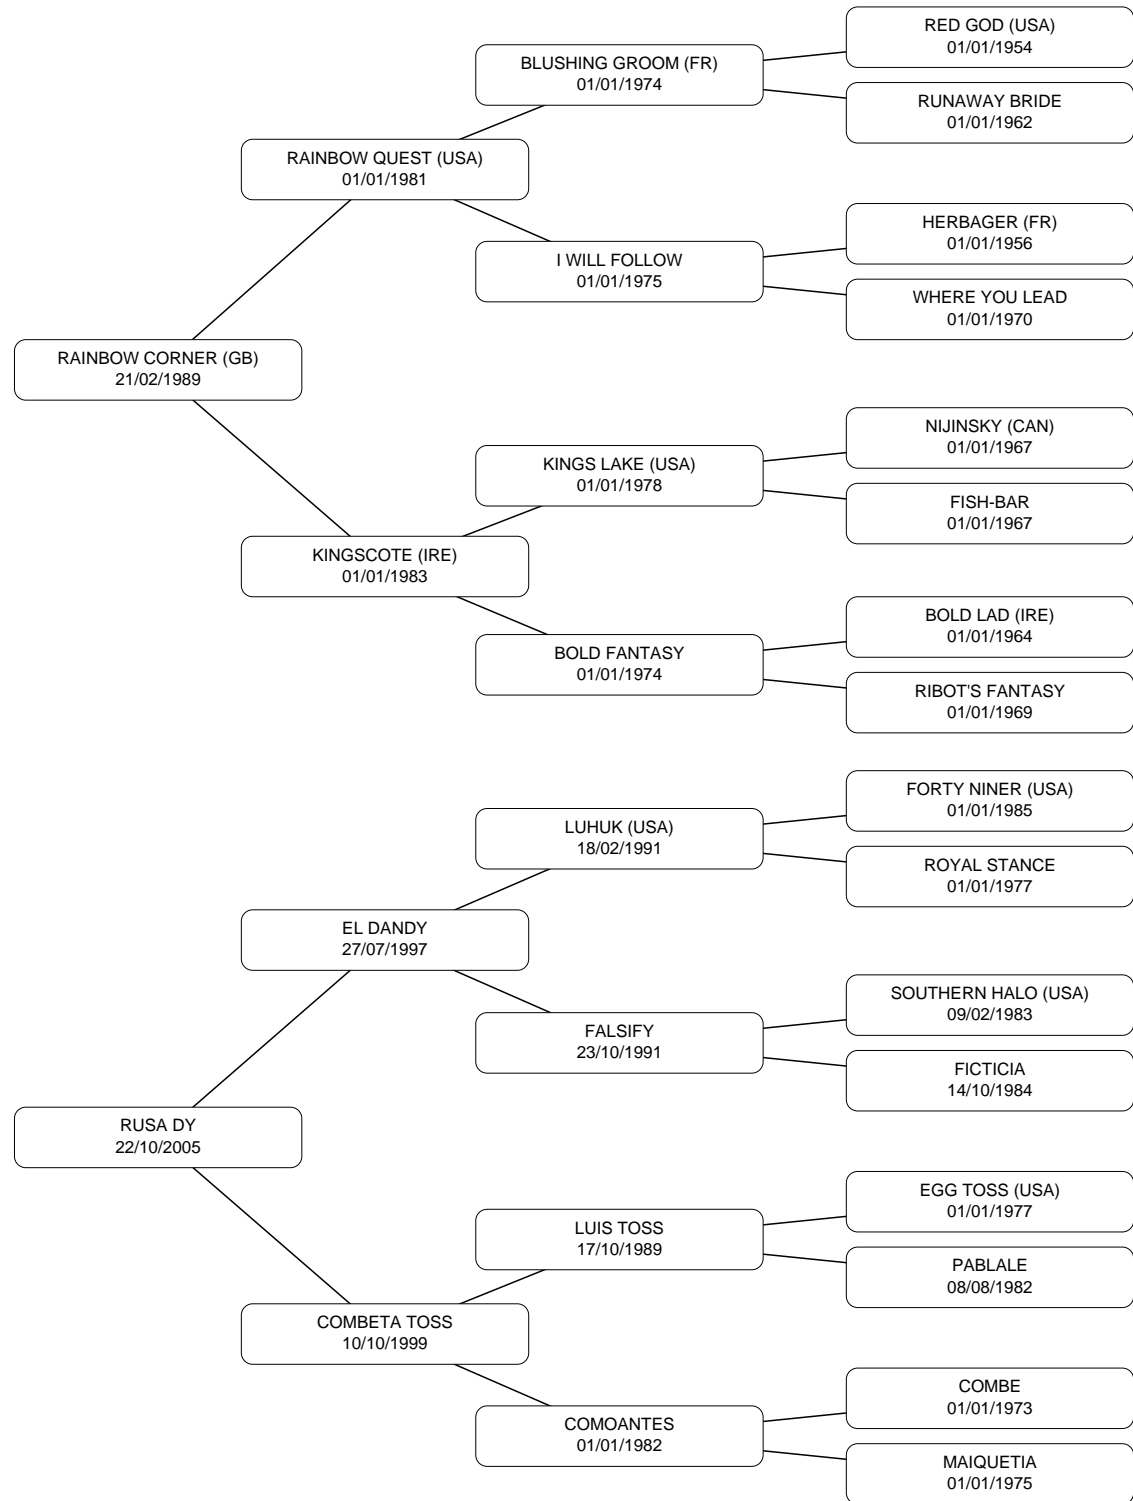 RED GOD (USA)
01/01/1954
BLUSHING GROOM (FR)
01/01/1974
RUNAWAY BRIDE
01/01/1962
RAINBOW QUEST (USA)
01/01/1981
HERBAGER (FR)
01/01/1956
I WILL FOLLOW
01/01/1975
WHERE YOU LEAD
01/01/1970
RAINBOW CORNER (GB)
21/02/1989
NIJINSKY (CAN)
01/01/1967
KINGS LAKE (USA)
01/01/1978
FISH-BAR
01/01/1967
KINGSCOTE (IRE)
01/01/1983
BOLD LAD (IRE)
01/01/1964
BOLD FANTASY
01/01/1974
RIBOT'S FANTASY
01/01/1969
FORTY NINER (USA)
01/01/1985
LUHUK (USA)
18/02/1991
ROYAL STANCE
01/01/1977
EL DANDY
27/07/1997
SOUTHERN HALO (USA)
09/02/1983
FALSIFY
23/10/1991
FICTICIA
14/10/1984
RUSA DY
22/10/2005
EGG TOSS (USA)
01/01/1977
LUIS TOSS
17/10/1989
PABLALE
08/08/1982
COMBETA TOSS
10/10/1999
COMBE
01/01/1973
COMOANTES
01/01/1982
MAIQUETIA
01/01/1975